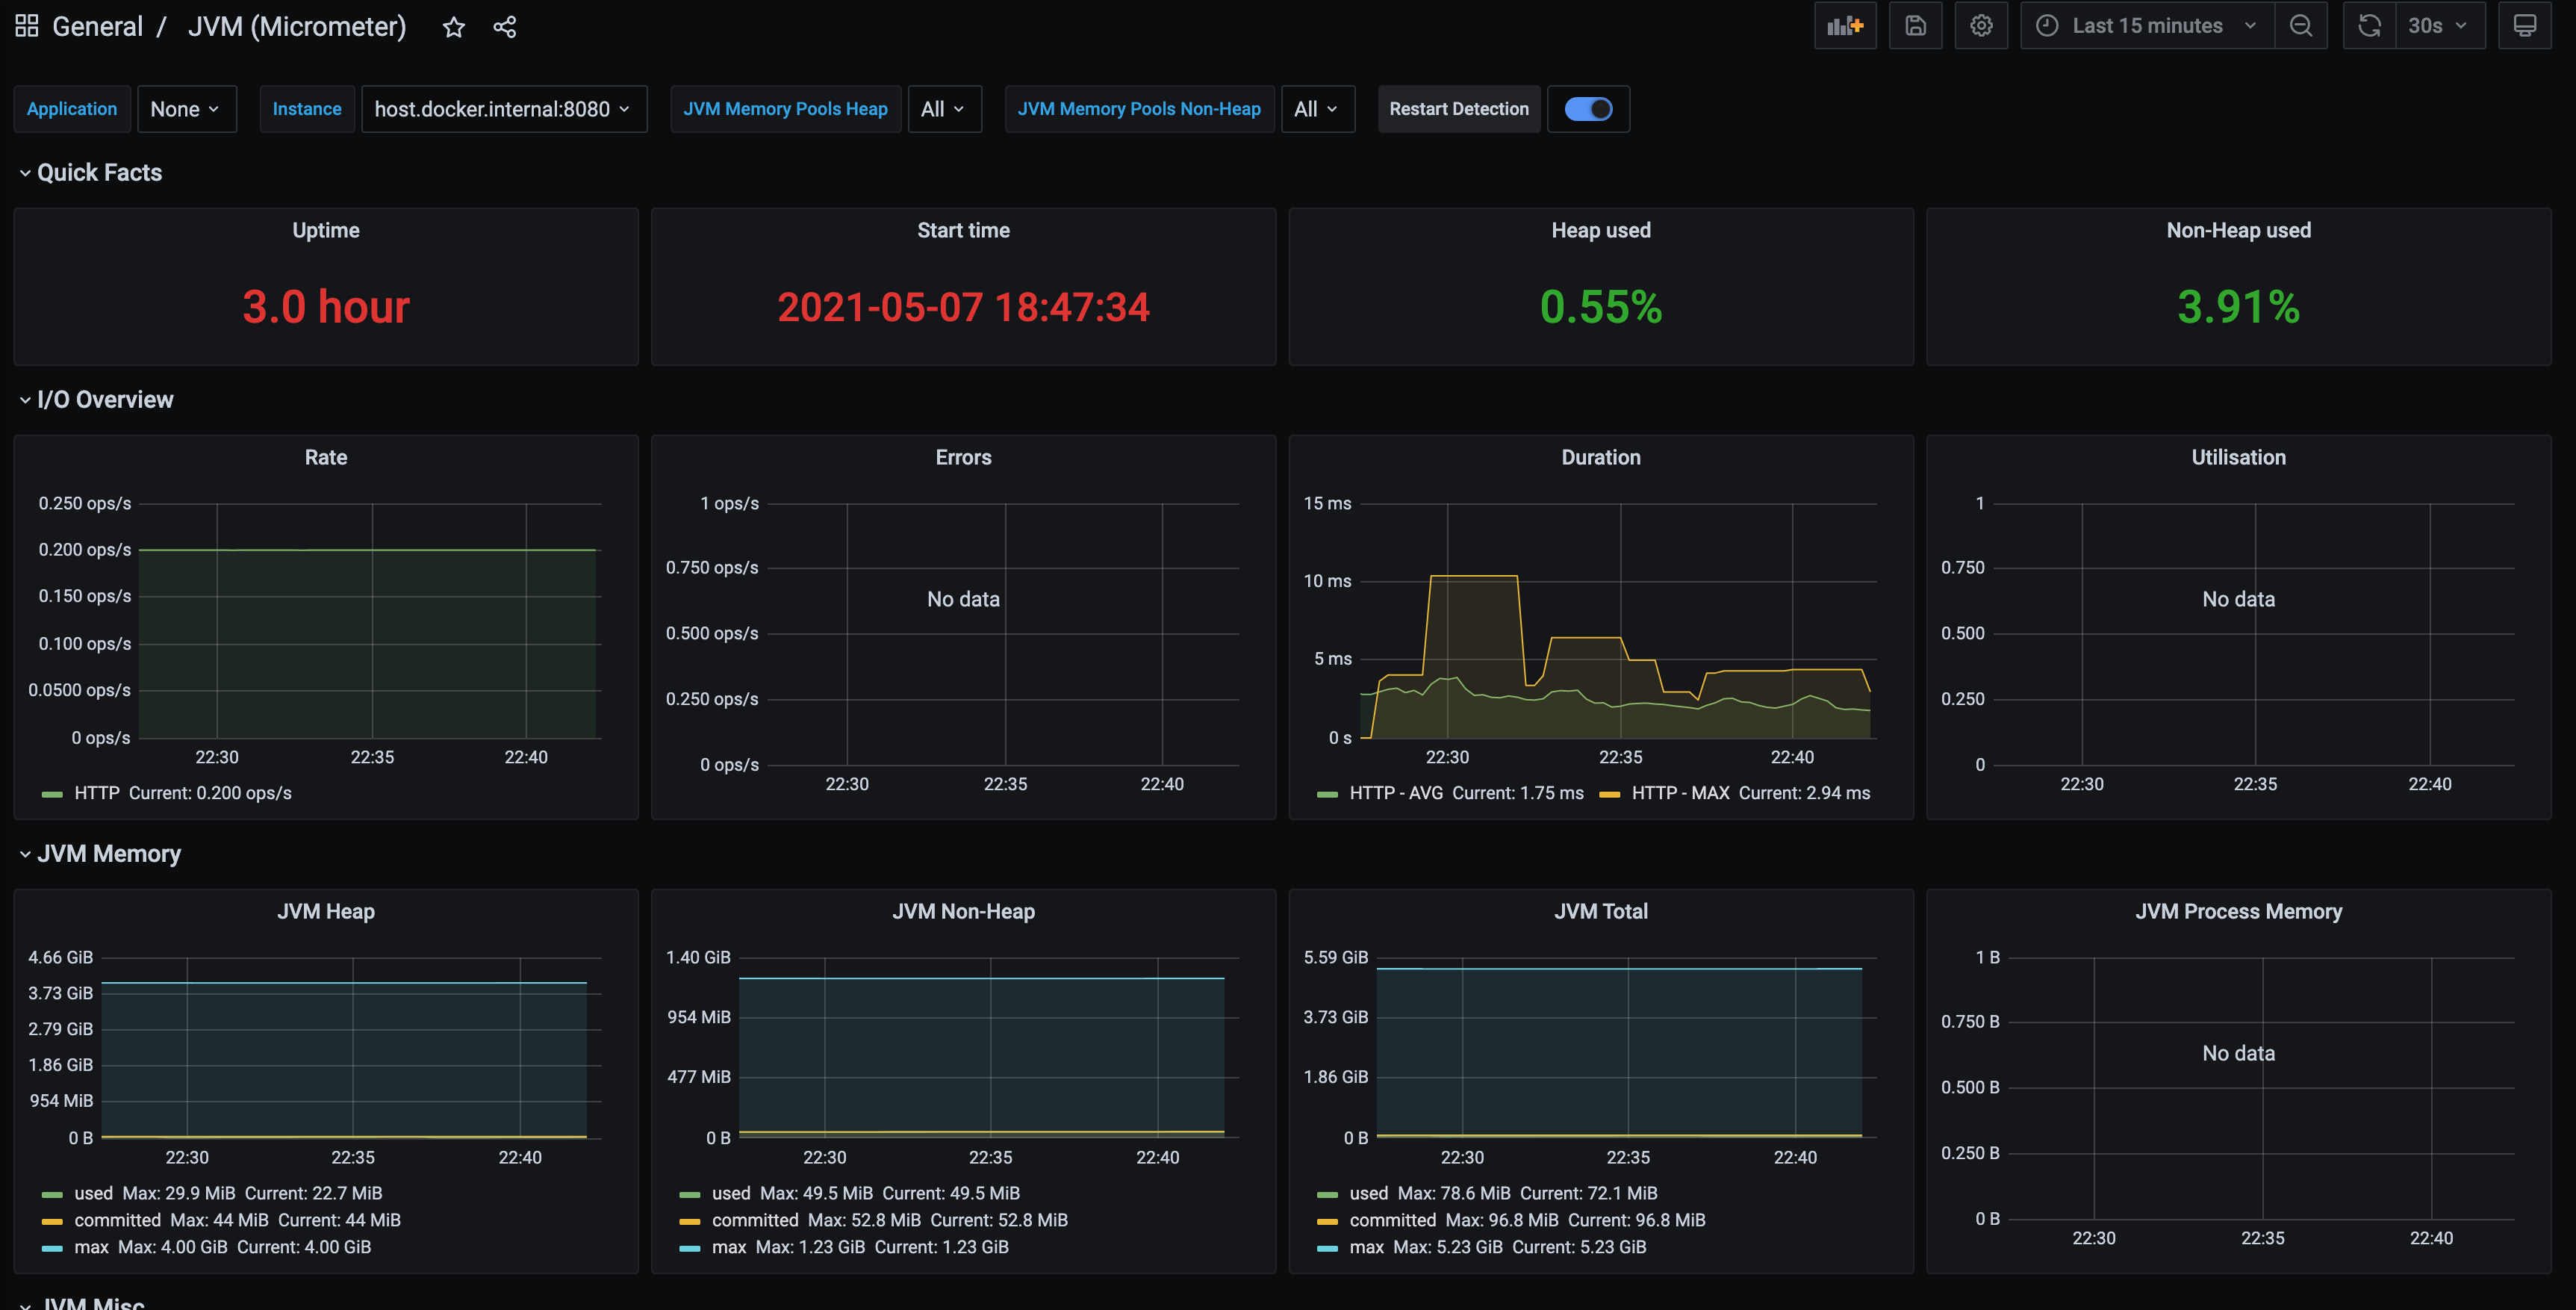 General / JVM (Micrometer)
Last 15 minutes
30s
Application None Instance host.docker.internal:8080 JVM Memory Pools Heap All JVM Memory Pools Non-Heap All Restart Detection
Quick Facts
Uptime
3.0 hour
Start time
2021-05-07 18:47:34
Heap used
0.55%
Non-Heap used
3.91%
I/O Overview
Rate
0.250 ops/s
0.200 ops/s
0.150 ops/s
0.100 ops/s
0.0500 ops/s
0 ops/s
22:30 22:35 22:40
HTTP Current: 0.200 ops/s
Errors
1 ops/s
0.750 ops/s
No data
0.500 ops/s
0.250 ops/s
0 ops/s
22:30 22:35 22:40
Duration
15 ms
10 ms
5 ms
0 s
22:30 22:35 22:40
HTTP - AVG Current: 1.75 ms HTTP - MAX Current: 2.94 ms
Utilisation
1
0.750
No data
0.500
0.250
0
22:30 22:35 22:40
JVM Memory
JVM Heap
4.66 GiB
3.73 GiB
2.79 GiB
1.86 GiB
954 MiB
0 B
22:30 22:35 22:40
used Max: 29.9 MiB Current: 22.7 MiB
committed Max: 44 MiB Current: 44 MiB
max Max: 4.00 GiB Current: 4.00 GiB
JVM Non-Heap
1.40 GiB
954 MiB
477 MiB
0 B
22:30 22:35 22:40
used Max: 49.5 MiB Current: 49.5 MiB
committed Max: 52.8 MiB Current: 52.8 MiB
max Max: 1.23 GiB Current: 1.23 GiB
JVM Total
5.59 GiB
3.73 GiB
1.86 GiB
0 B
22:30 22:35 22:40
used Max: 78.6 MiB Current: 72.1 MiB
committed Max: 96.8 MiB Current: 96.8 MiB
max Max: 5.23 GiB Current: 5.23 GiB
JVM Process Memory
1 B
0.750 B
No data
0.500 B
0.250 B
0 B
22:30 22:35 22:40
JVM Misc